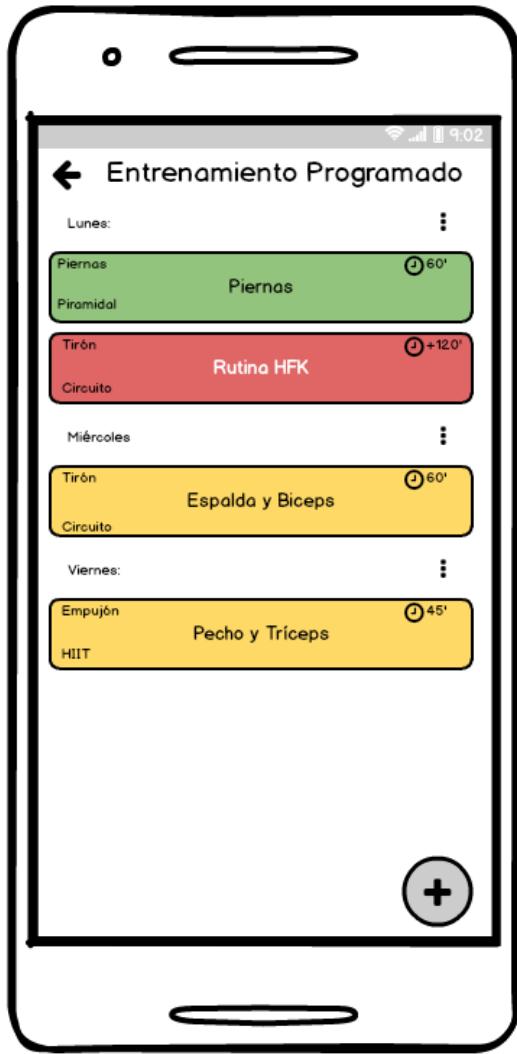 9:02
Entrenamiento Programado
Lunes:
Piernas
60'
Piernas
Piramidal
Tirón
+120'
Rutina HFK
Circuito
Miércoles
Tirón
60'
Espalda y Biceps
Circuito
Viernes:
Empujón
45'
Pecho y Tríceps
HIIT